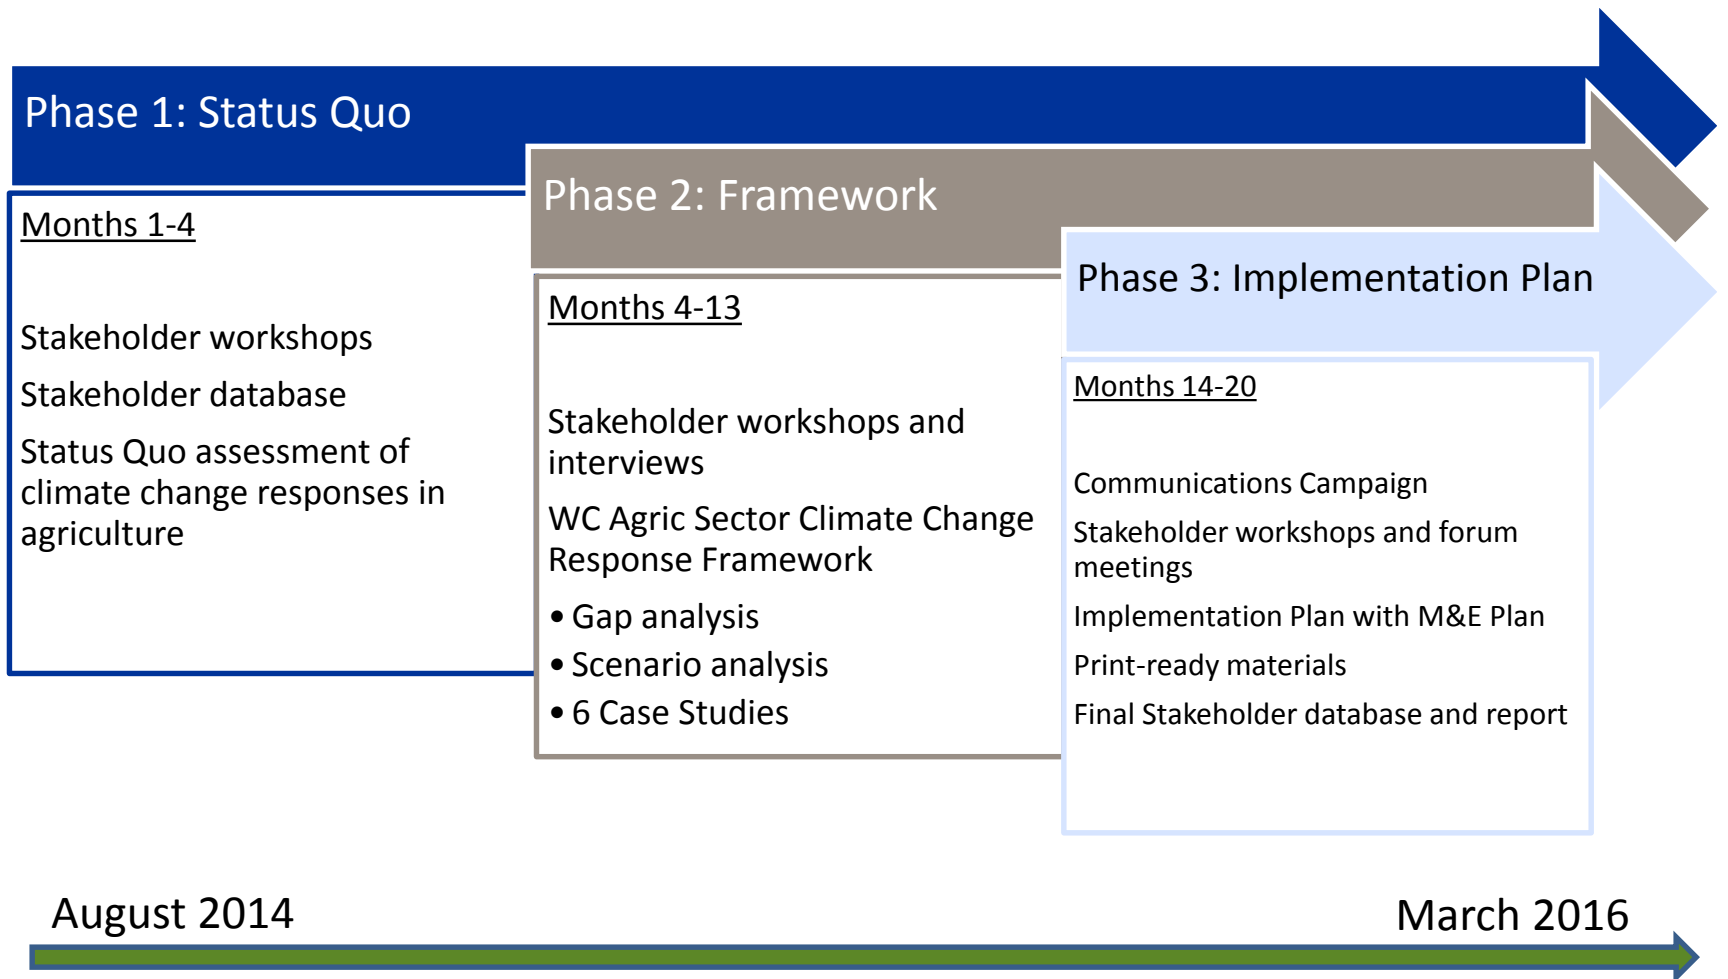 Phase 1: Status Quo
Months 1-4
Stakeholder workshops
Stakeholder database
Status Quo assessment of
climate change responses in
agriculture
Phase 2: Framework
Months 4-13
Stakeholder workshops and
interviews
WC Agric Sector Climate Change
Response Framework
• Gap analysis
• Scenario analysis
• 6 Case Studies
Phase 3: Implementation Plan
Months 14-20
Communications Campaign
Stakeholder workshops and forum
meetings
Implementation Plan with M&E Plan
Print-ready materials
Final Stakeholder database and report
August 2014
March 2016